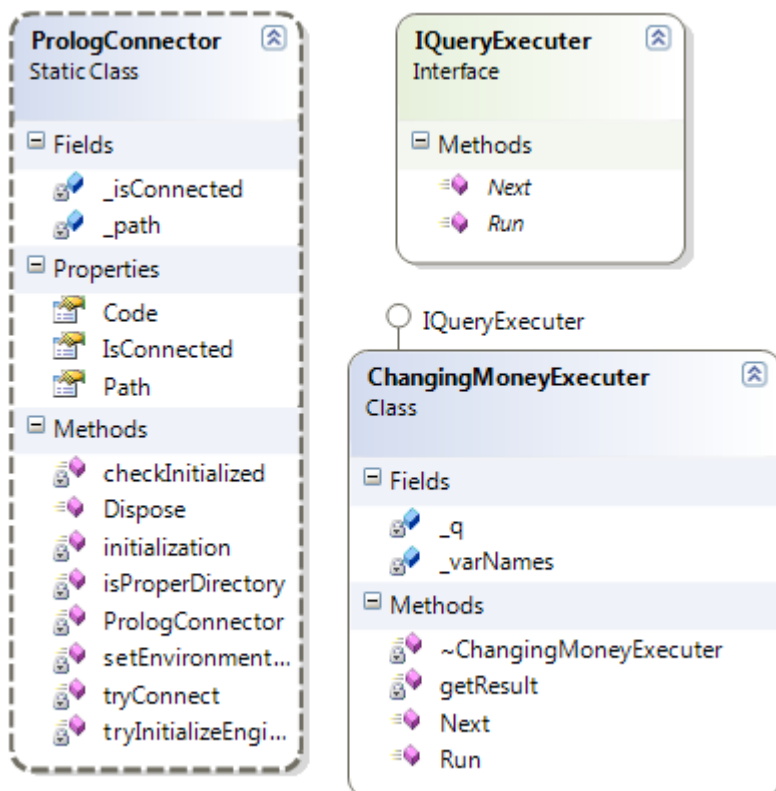 PrologConnector
Static Class
Fields
_isConnected
_path
Properties
Code
IsConnected
Path
Methods
checkInitialized
Dispose
initialization
isProperDirectory
PrologConnector
setEnvironment...
tryConnect
tryInitializeEngi...
IQueryExecuter
Interface
Methods
Next
Run
IQueryExecuter
ChangingMoneyExecuter
Class
Fields
_q
_varNames
Methods
~ChangingMoneyExecuter
getResult
Next
Run